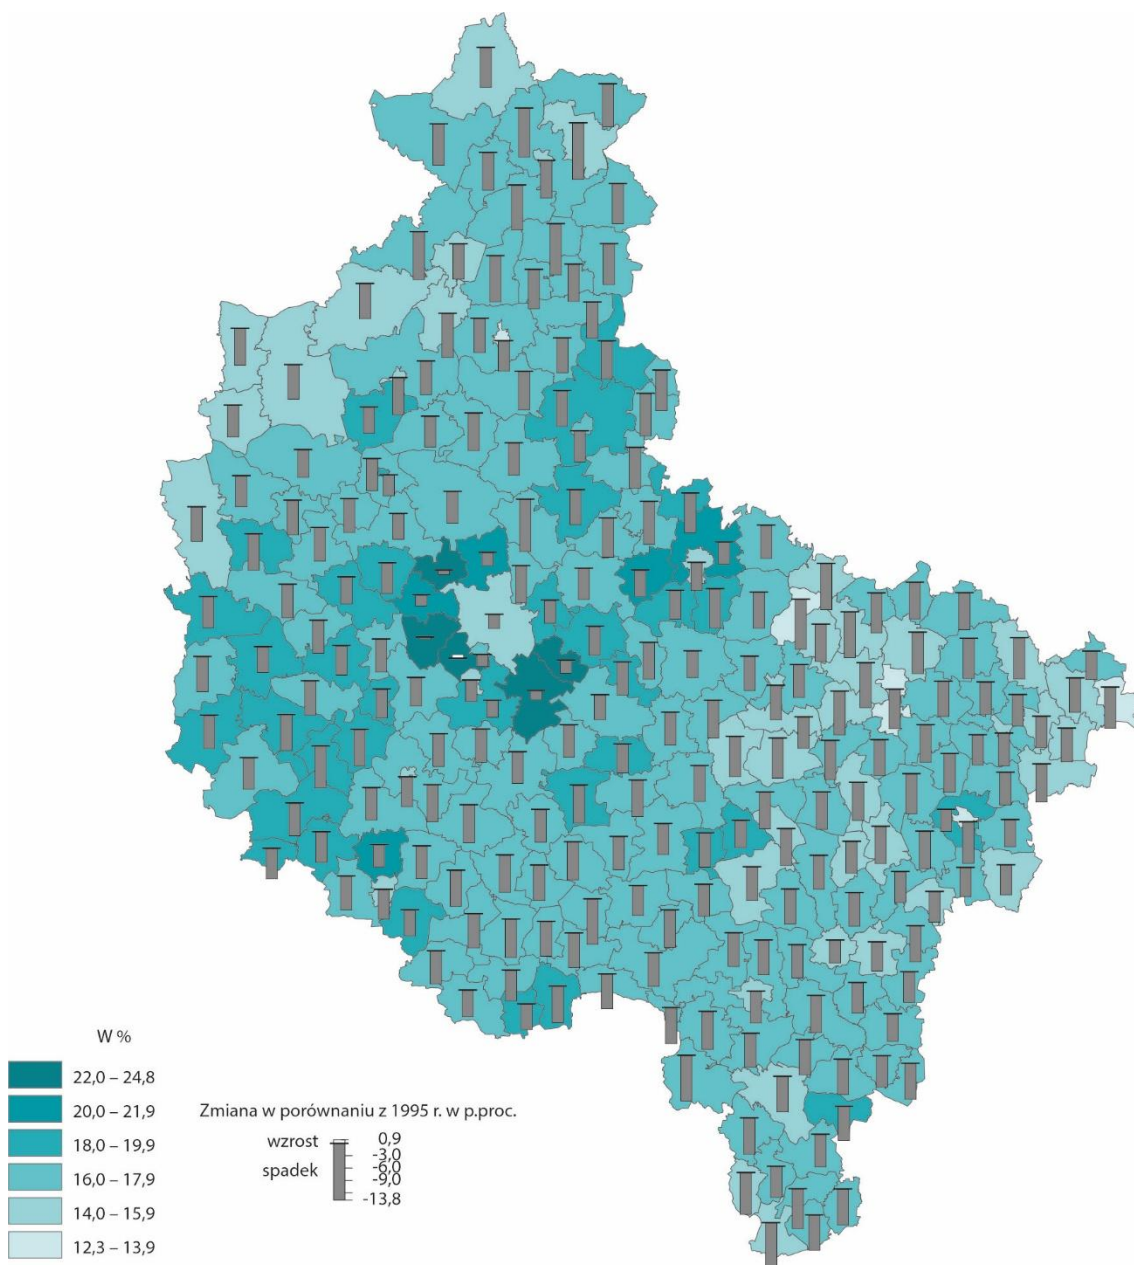 W %
22,0 – 24,8
20,0 – 21,9
18,0 – 19,9
16,0 – 17,9
14,0 – 15,9
12,3 – 13,9
Zmiana w porównaniu z 1995 r. w p.proc.
wzrost
spadek
0,9
-3,0
-6,0
-9,0
-13,8